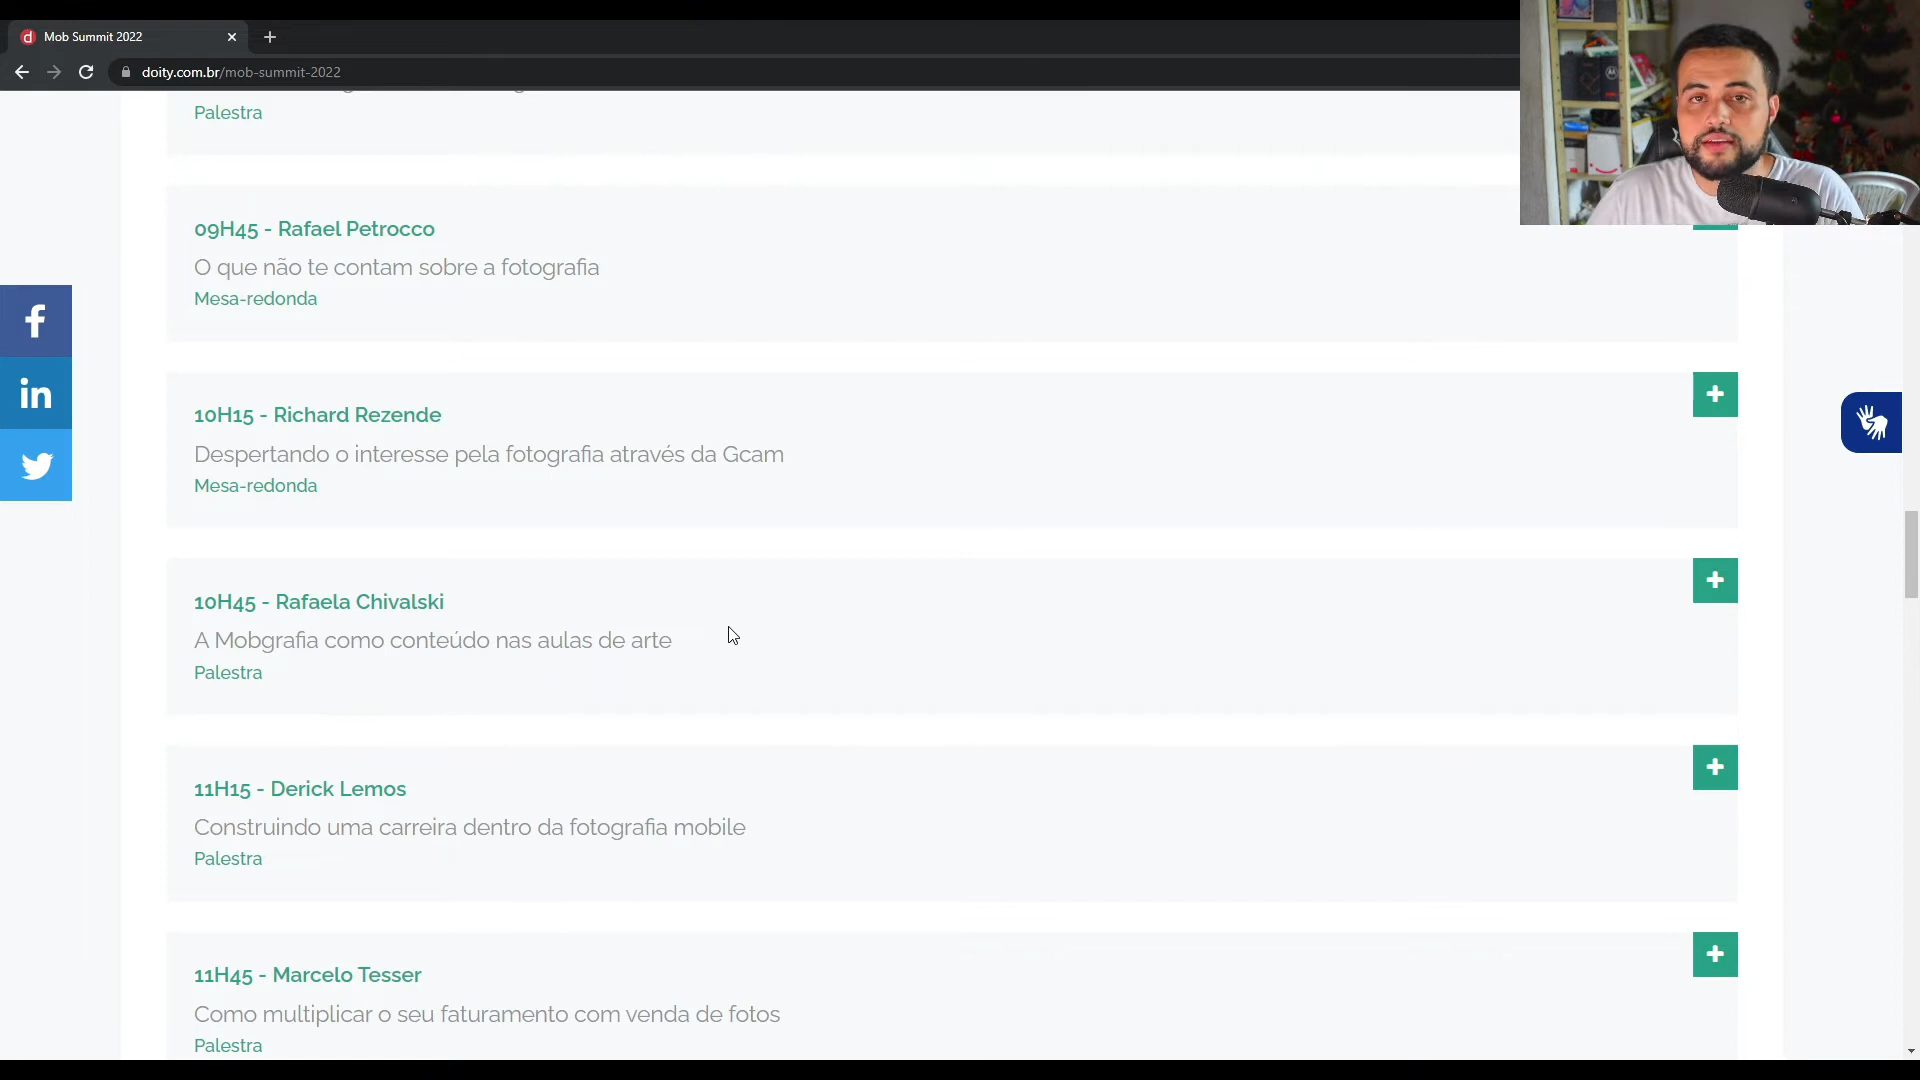 Mob Summit 2022
doity.com.br/mob-summit-2022
Palestra
09H45 - Rafael Petrocco
O que não te contam sobre a fotografia
Mesa-redonda
10H15 - Richard Rezende
Despertando o interesse pela fotografia através da Gcam
Mesa-redonda
10H45 - Rafaela Chivalski
A Mobgrafia como conteúdo nas aulas de arte
Palestra
11H15 - Derick Lemos
Construindo uma carreira dentro da fotografia mobile
Palestra
11H45 - Marcelo Tesser
Como multiplicar o seu faturamento com venda de fotos
Palestra